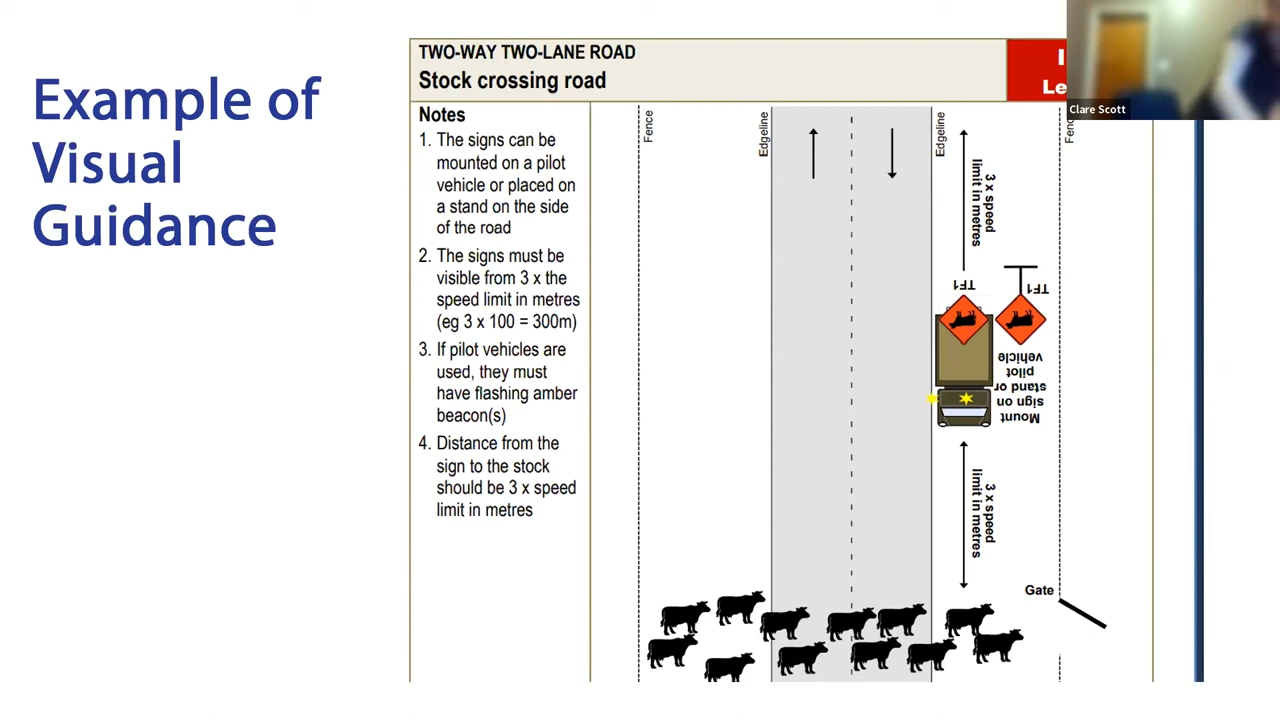 Example of
Visual
Guidance
TWO-WAY TWO-LANE ROAD
Stock crossing road
Clare Scott
Notes
1. The signs can be
mounted on a pilot
vehicle or placed on
a stand on the side
of the road
2. The signs must be
visible from 3 x the
speed limit in metres
(eg 3 x 100 = 300m)
3. If pilot vehicles are
used, they must
have flashing amber
beacon(s)
4. Distance from the
sign to the stock
should be 3 x speed
limit in metres
Fence
Edgeline
Edgeline
3 x speed
limit in metres
TF1
TF1
Mount
sign on
stand or
pilot
vehicle
3 x speed
limit in metres
Gate